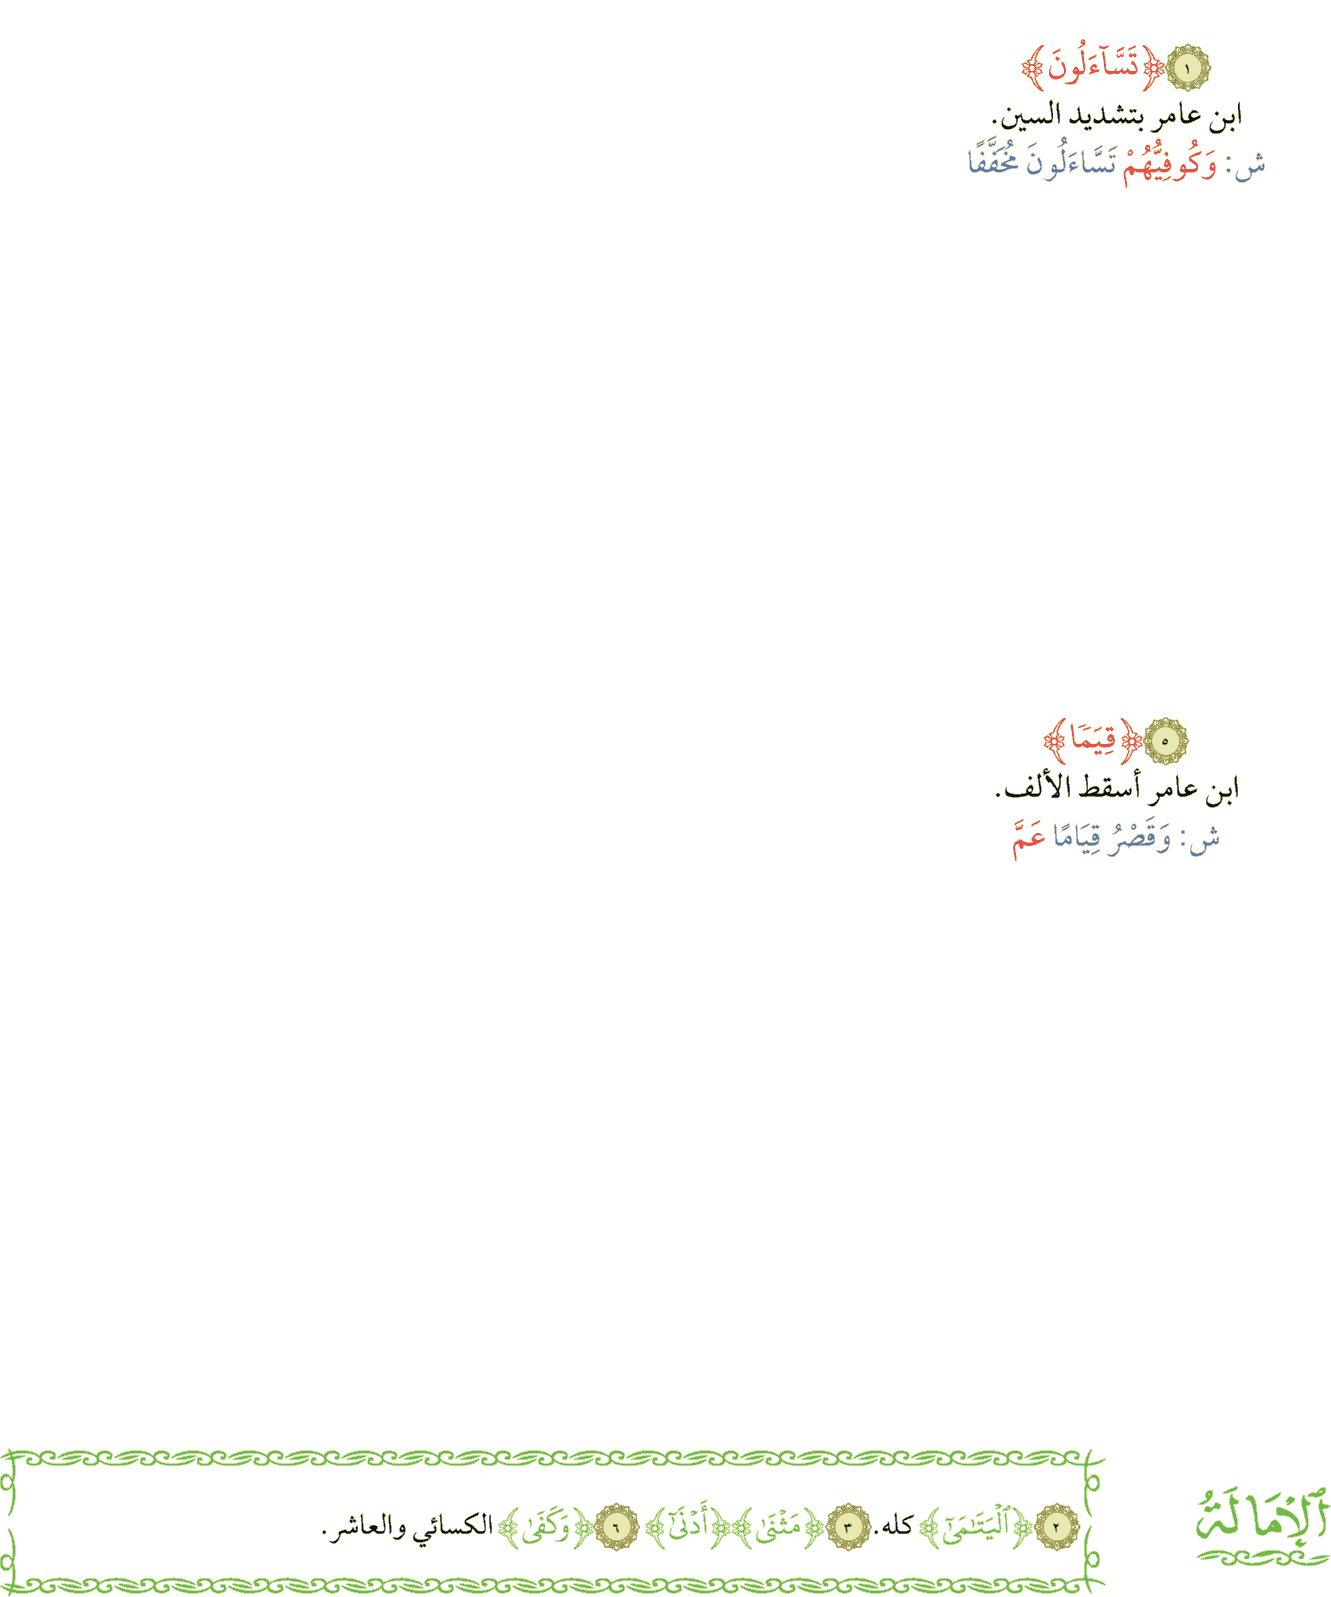 ١ ﴿تَسَّآءَلُونَ﴾
ابن عامر بتشديد السين.
ش: وَكُوفِيُّهُمْ تَسَّاءَلُونَ مُخَفَّفًا
٥ ﴿قِيَمَٗا﴾
ابن عامر أسقط الألف.
ش: وَقَصْرُ قِيَامًا عَمَّ
ٱلْإِمَالَةُ
٢ ﴿ٱلْيَتَٰمَىٰٓ﴾ كله. ٣ ﴿مَثْنَىٰ﴾ ﴿أَدْنَىٰٓ﴾ ٦ ﴿وَكَفَىٰ﴾ الكسائي والعاشر.